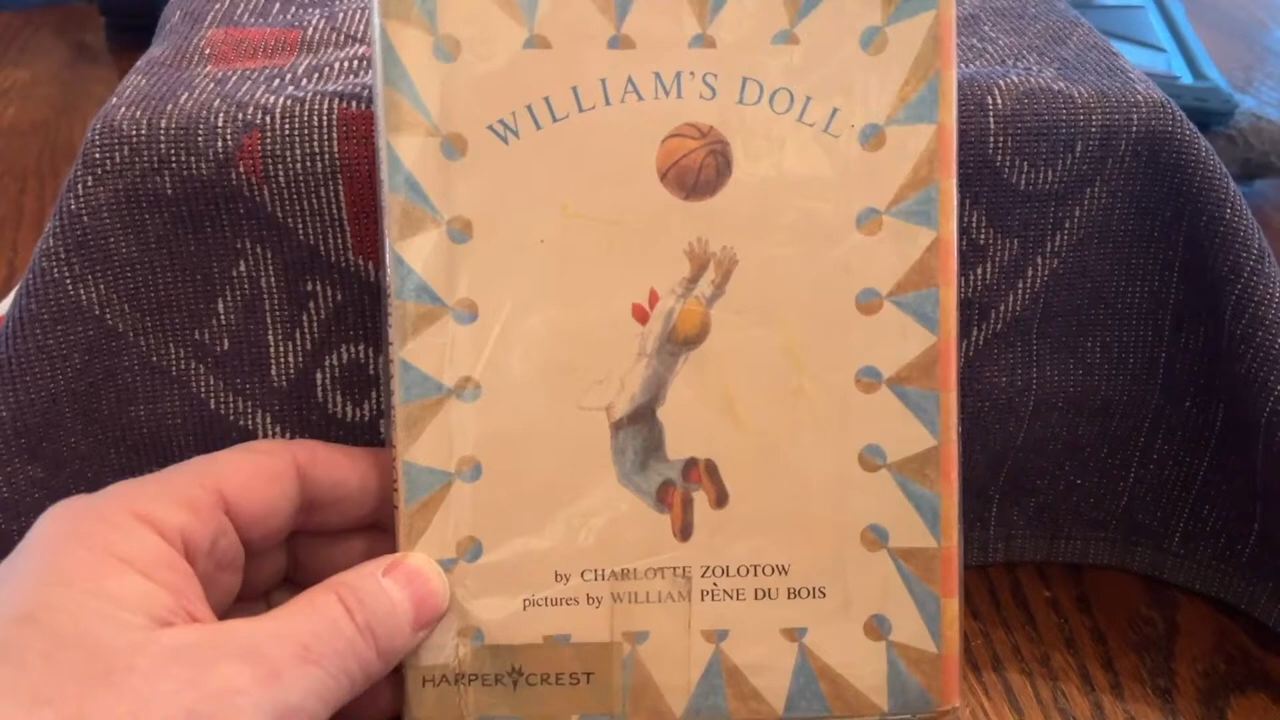 WILLIAM'S DOLL
by CHARLOTTE ZOLOTOW
pictures by WILLIAM PÈNE DU BOIS
HARPER CREST